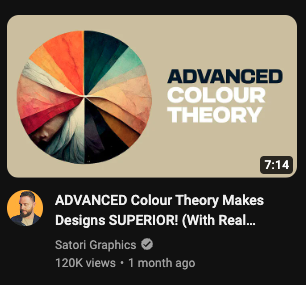 ADVANCED
COLOUR
THEORY
7:14
ADVANCED Colour Theory Makes
Designs SUPERIOR! (With Real...
Satori Graphics
120K views • 1 month ago